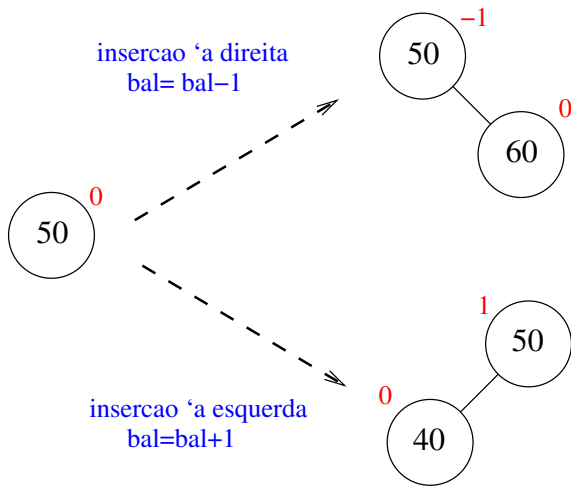 −1
insercao ‘a direita
bal= bal−1
50
0
60
0
50
1
50
insercao ‘a esquerda
bal=bal+1
0
40